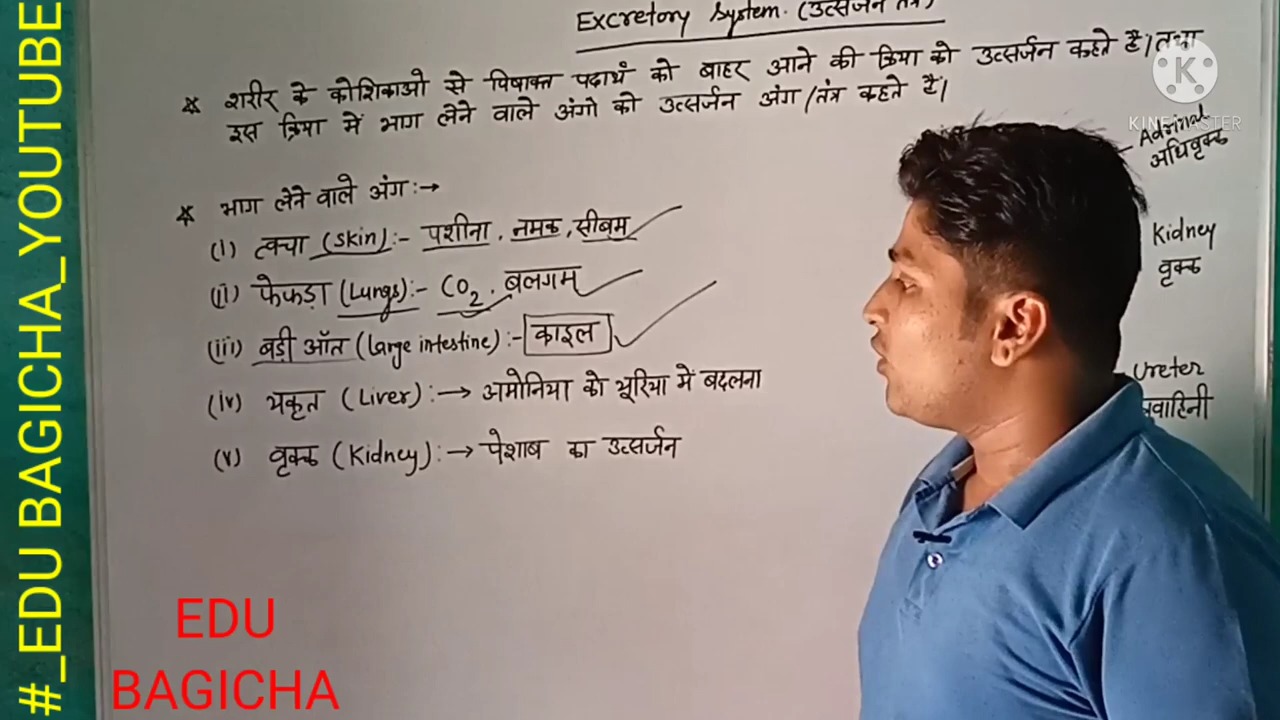 #_EDU BAGICHA_YOUTUBE
Excretory System. (उत्सर्जन तंत्र)
* शरीर के कोशिकाओ से विषाक्त पदार्थ को बाहर आने की क्रिया को उत्सर्जन कहते है। तथा
इस क्रिया में भाग लेने वाले अंगो को उत्सर्जन अंग/तंत्र कहते है।
* भाग लेने वाले अंग :→
(i) त्वचा (Skin):- पशीना, नमक, सीबम
(ii) फेफड़ा (Lungs):- CO₂, बलगम
(iii) बडी ऑत (Large intestine):- काइल
(iv) यकृत (Liver):→ अमोनिया को यूरिया में बदलना
(v) वृक्क (Kidney):→ पेशाब का उत्सर्जन
अधिवृक्क
Kidney
वृक्क
Ureter
वाहिनी
KINEMASTER
EDU
BAGICHA